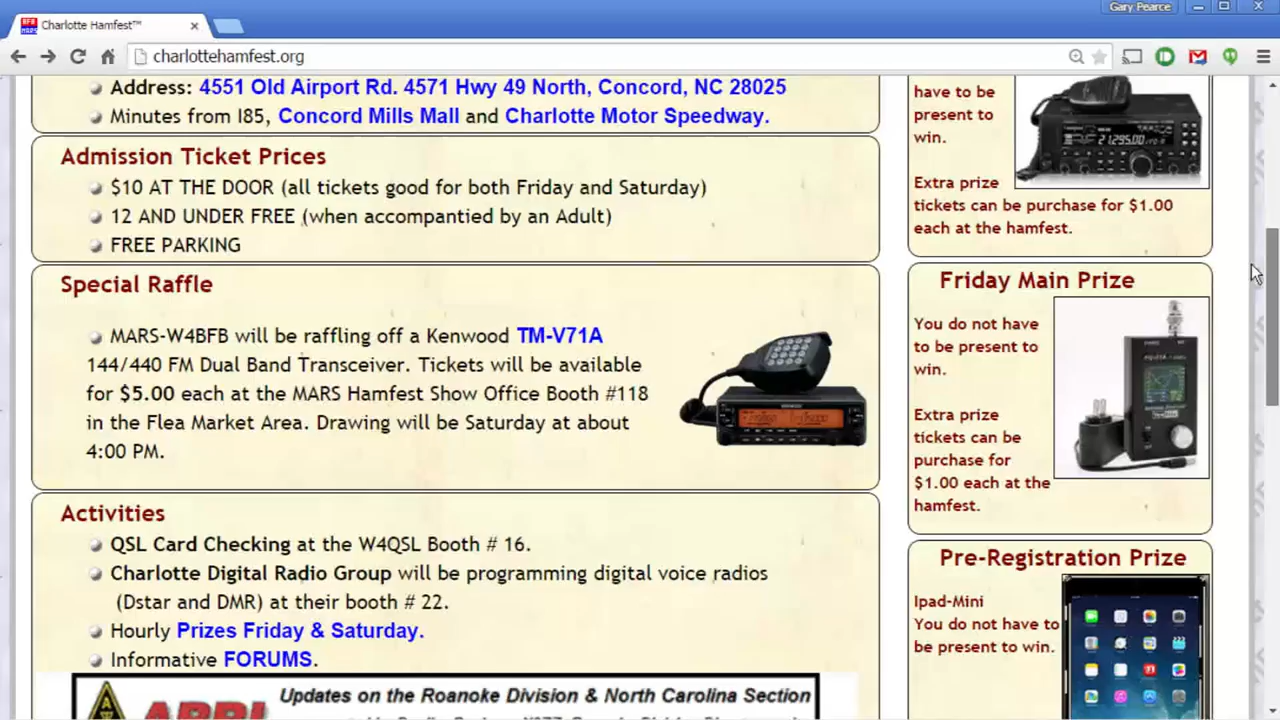 Gary Pearce
Charlotte Hamfest™
charlottehamfest.org
Address: 4551 Old Airport Rd. 4571 Hwy 49 North, Concord, NC 28025
Minutes from I85, Concord Mills Mall and Charlotte Motor Speedway.
Admission Ticket Prices
$10 AT THE DOOR (all tickets good for both Friday and Saturday)
12 AND UNDER FREE (when accompantied by an Adult)
FREE PARKING
Special Raffle
MARS-W4BFB will be raffling off a Kenwood TM-V71A
144/440 FM Dual Band Transceiver. Tickets will be available
for $5.00 each at the MARS Hamfest Show Office Booth #118
in the Flea Market Area. Drawing will be Saturday at about
4:00 PM.
Activities
QSL Card Checking at the W4QSL Booth # 16.
Charlotte Digital Radio Group will be programming digital voice radios
(Dstar and DMR) at their booth # 22.
Hourly Prizes Friday & Saturday.
Informative FORUMS.
Updates on the Roanoke Division & North Carolina Section
have to be
present to
win.
21.295.00
Extra prize
tickets can be purchase for $1.00
each at the hamfest.
Friday Main Prize
You do not have
to be present to
win.
Extra prize
tickets can be
purchase for
$1.00 each at the
hamfest.
Pre-Registration Prize
Ipad-Mini
You do not have to
be present to win.